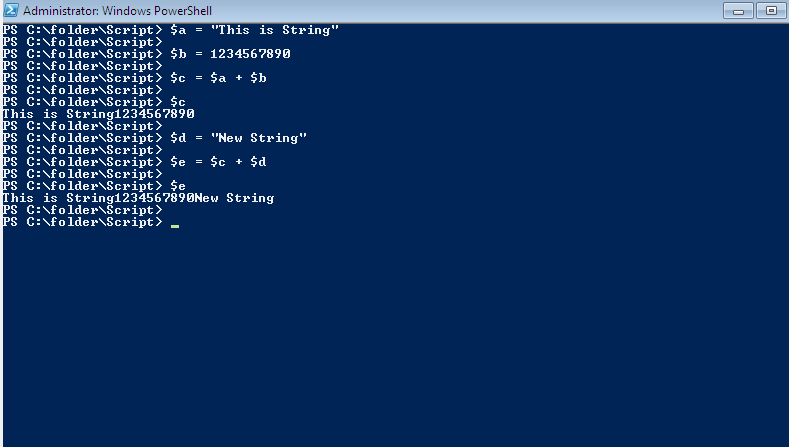 Administrator: Windows PowerShell
PS C:\folder\Script> $a = "This is String"
PS C:\folder\Script>
PS C:\folder\Script> $b = 1234567890
PS C:\folder\Script>
PS C:\folder\Script> $c = $a + $b
PS C:\folder\Script>
PS C:\folder\Script> $c
This is String1234567890
PS C:\folder\Script>
PS C:\folder\Script> $d = "New String"
PS C:\folder\Script>
PS C:\folder\Script> $e = $c + $d
PS C:\folder\Script>
PS C:\folder\Script> $e
This is String1234567890New String
PS C:\folder\Script>
PS C:\folder\Script>